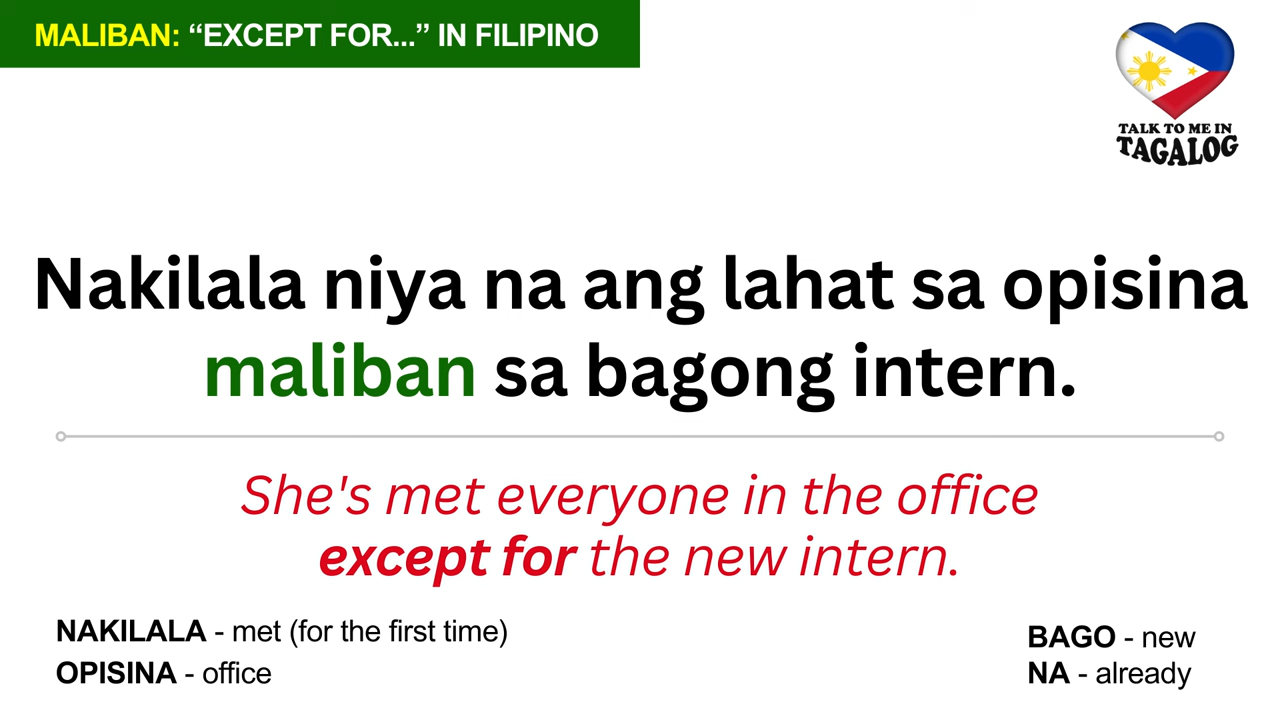 MALIBAN: “EXCEPT FOR...” IN FILIPINO
TALK TO ME IN
TAGALOG
Nakilala niya na ang lahat sa opisina
maliban sa bagong intern.
She's met everyone in the office
except for the new intern.
NAKILALA - met (for the first time)
OPISINA - office
BAGO - new
NA - already